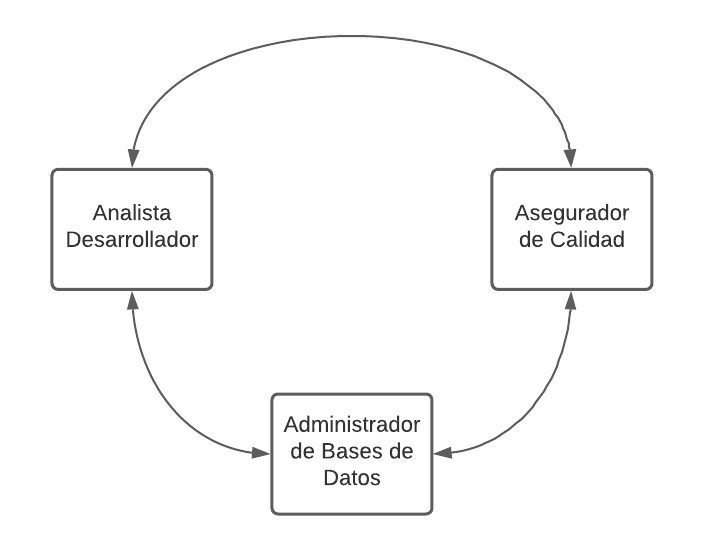 Analista
Desarrollador
Asegurador
de Calidad
Administrador
de Bases de
Datos